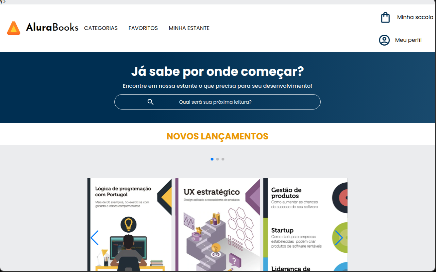 Minha sacola
AluraBooks
CATEGORIAS
FAVORITOS
MINHA ESTANTE
Meu perfil
Já sabe por onde começar?
Encontre em nossa estante o que precisa para seu desenvolvimento!
Qual será sua próxima leitura?
NOVOS LANÇAMENTOS
Lógica de programação
com Portugol
UX estratégico
Gestão de
produtos
Startup
Liderança de